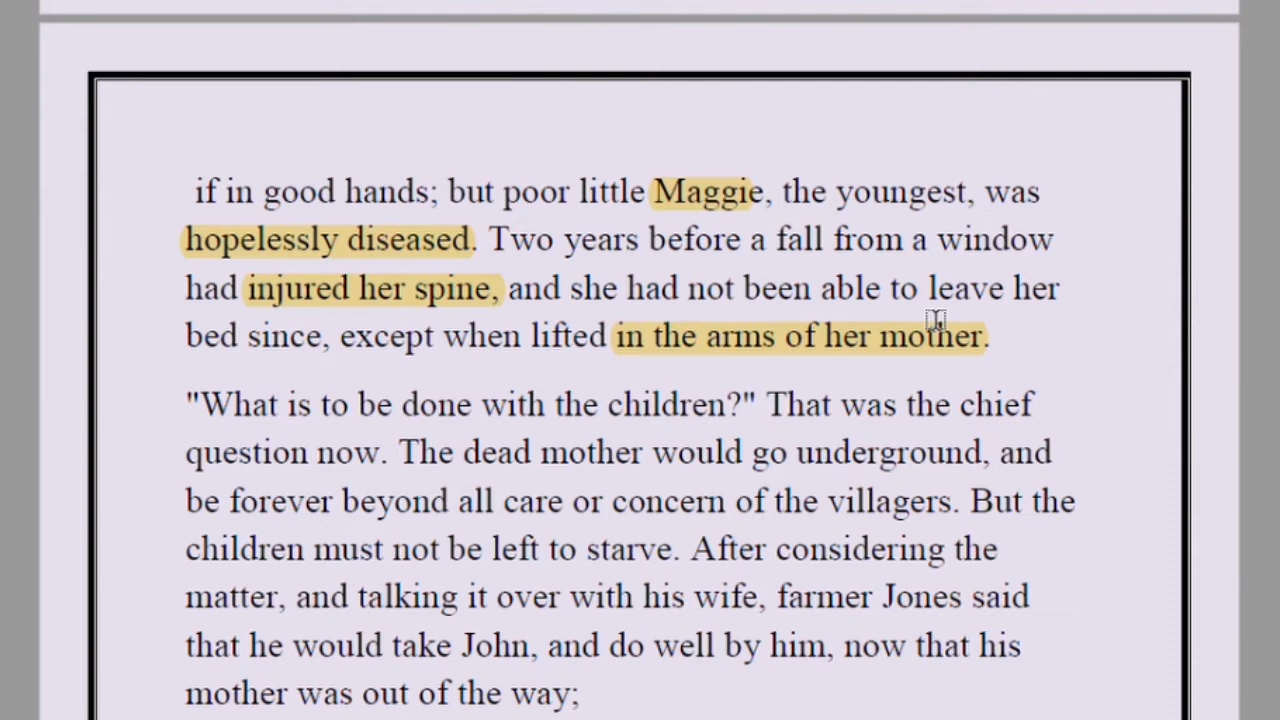 if in good hands; but poor little Maggie, the youngest, was
hopelessly diseased. Two years before a fall from a window
had injured her spine, and she had not been able to leave her
bed since, except when lifted in the arms of her mother.
"What is to be done with the children?" That was the chief
question now. The dead mother would go underground, and
be forever beyond all care or concern of the villagers. But the
children must not be left to starve. After considering the
matter, and talking it over with his wife, farmer Jones said
that he would take John, and do well by him, now that his
mother was out of the way;